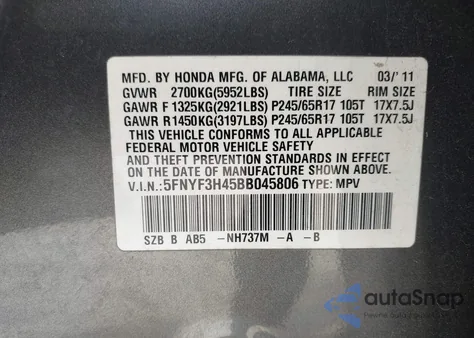 MFD. BY HONDA MFG. OF ALABAMA, LLC 03/'11
GVWR 2700KG(5952LBS) TIRE SIZE RIM SIZE
GAWR F 1325KG(2921LBS) P245/65R17 105T 17X7.5J
GAWR R 1450KG(3197LBS) P245/65R17 105T 17X7.5J
THIS VEHICLE CONFORMS TO ALL APPLICABLE
FEDERAL MOTOR VEHICLE SAFETY
AND THEFT PREVENTION STANDARDS IN EFFECT
ON THE DATE OF MANUFACTURE SHOWN ABOVE.
V.I.N.: 5FNYF3H45BB045806 TYPE: MPV
SZB B AB5 -NH737M -A -B
autoSnap